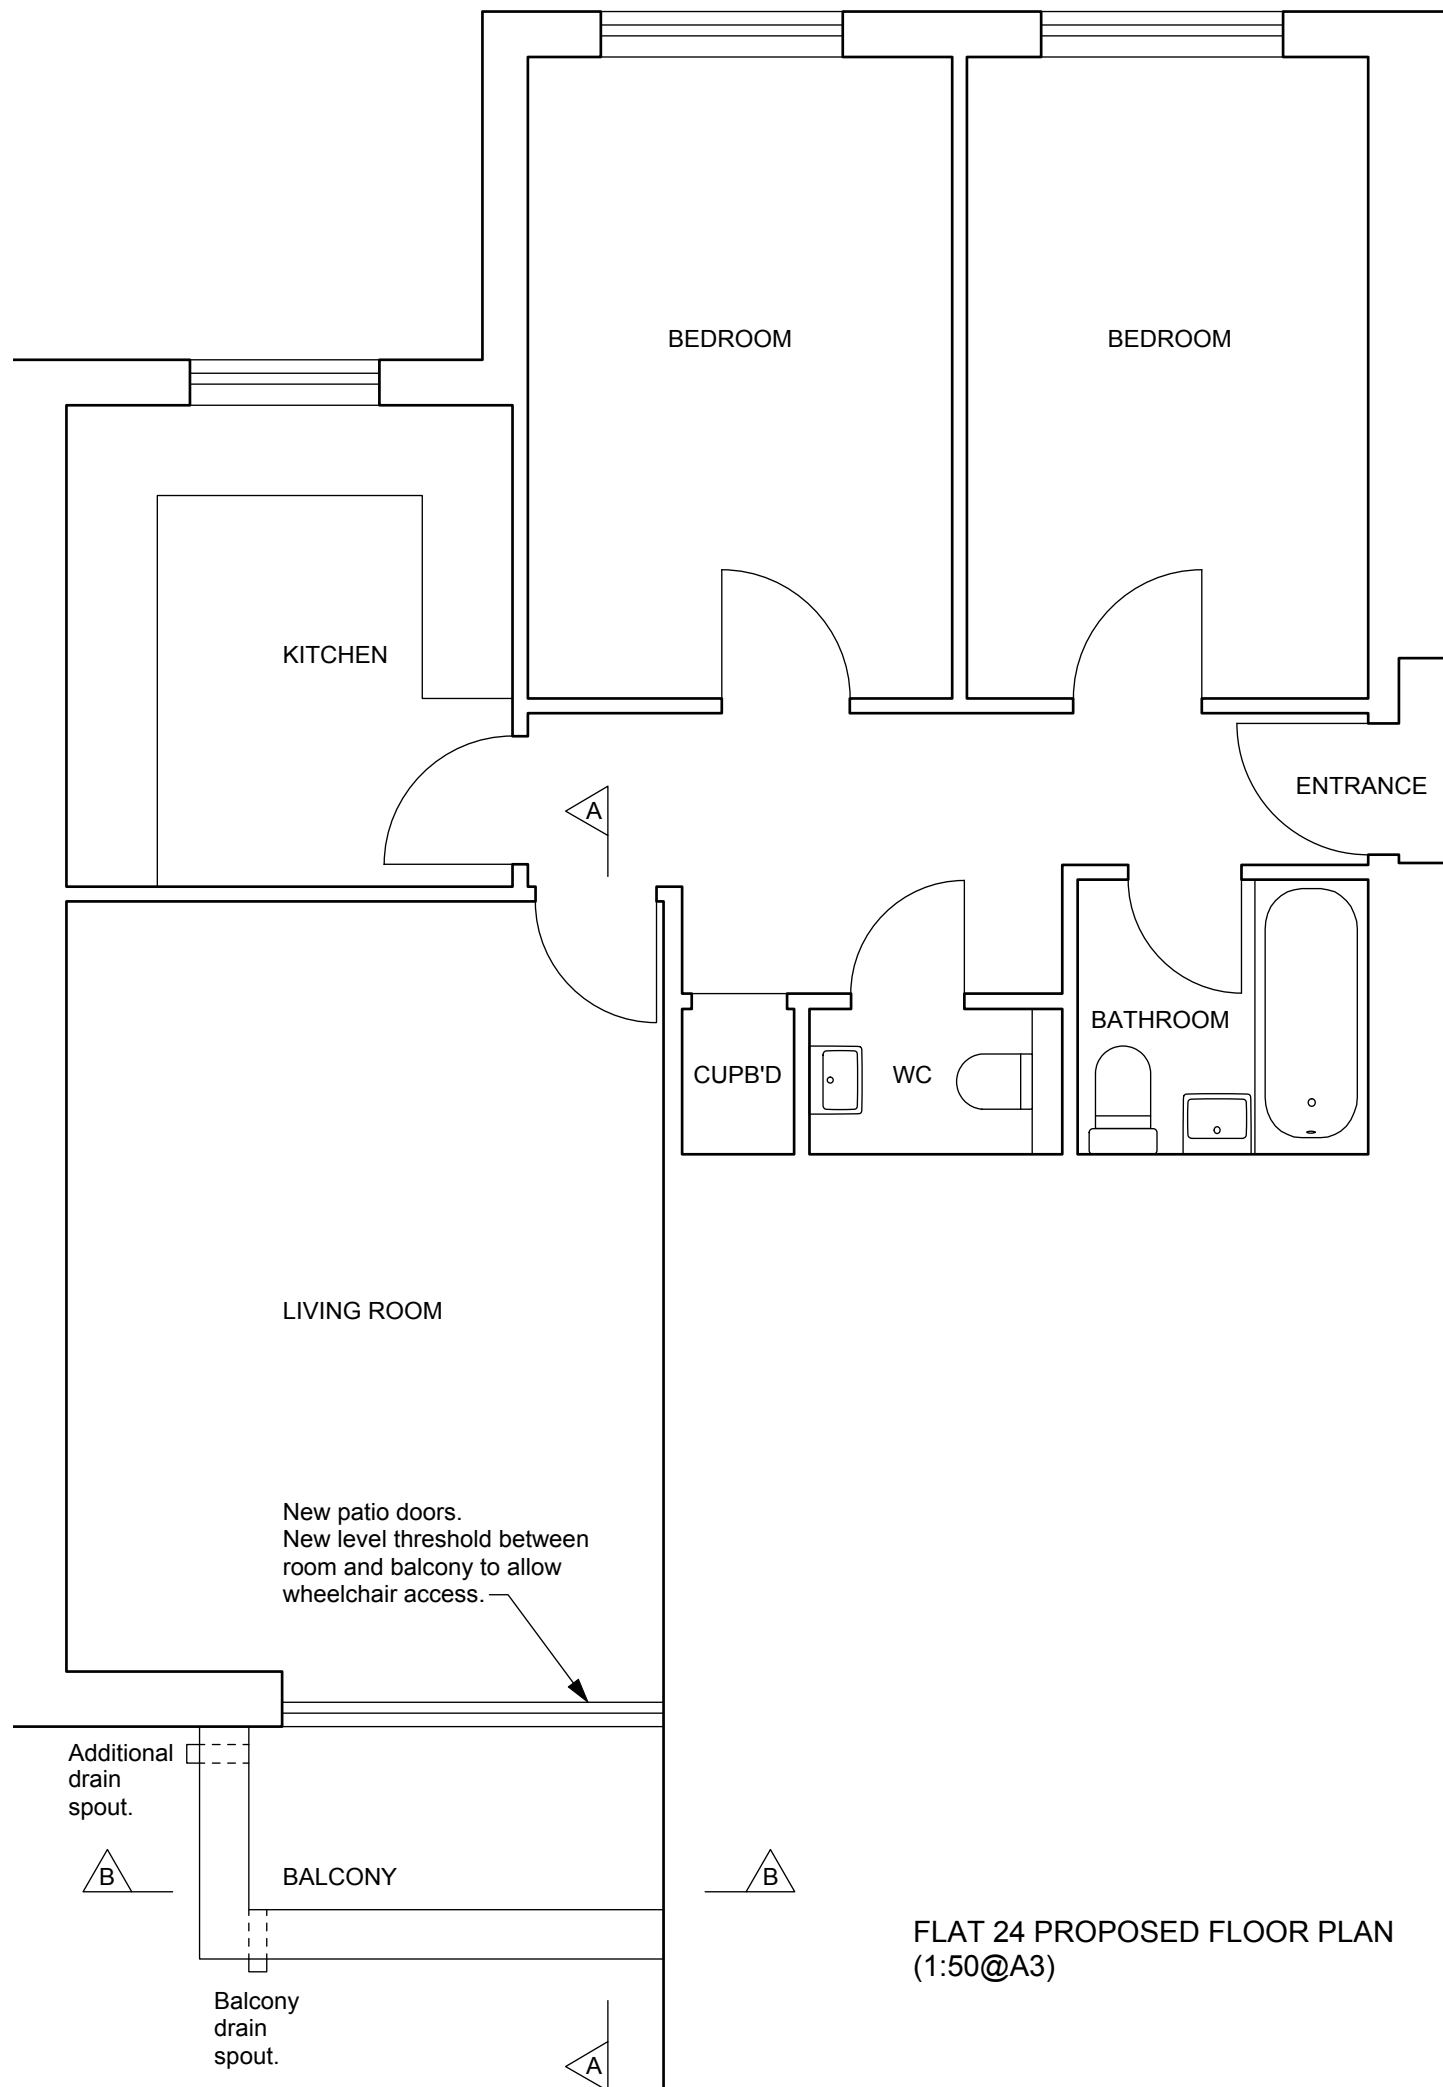 BEDROOM
BEDROOM
KITCHEN
ENTRANCE
A
BATHROOM
CUPB'D
WC
LIVING ROOM
New patio doors.
New level threshold between
room and balcony to allow
wheelchair access.
Additional
drain
spout.
B
BALCONY
B
FLAT 24 PROPOSED FLOOR PLAN
(1:50@A3)
Balcony
drain
spout.
A